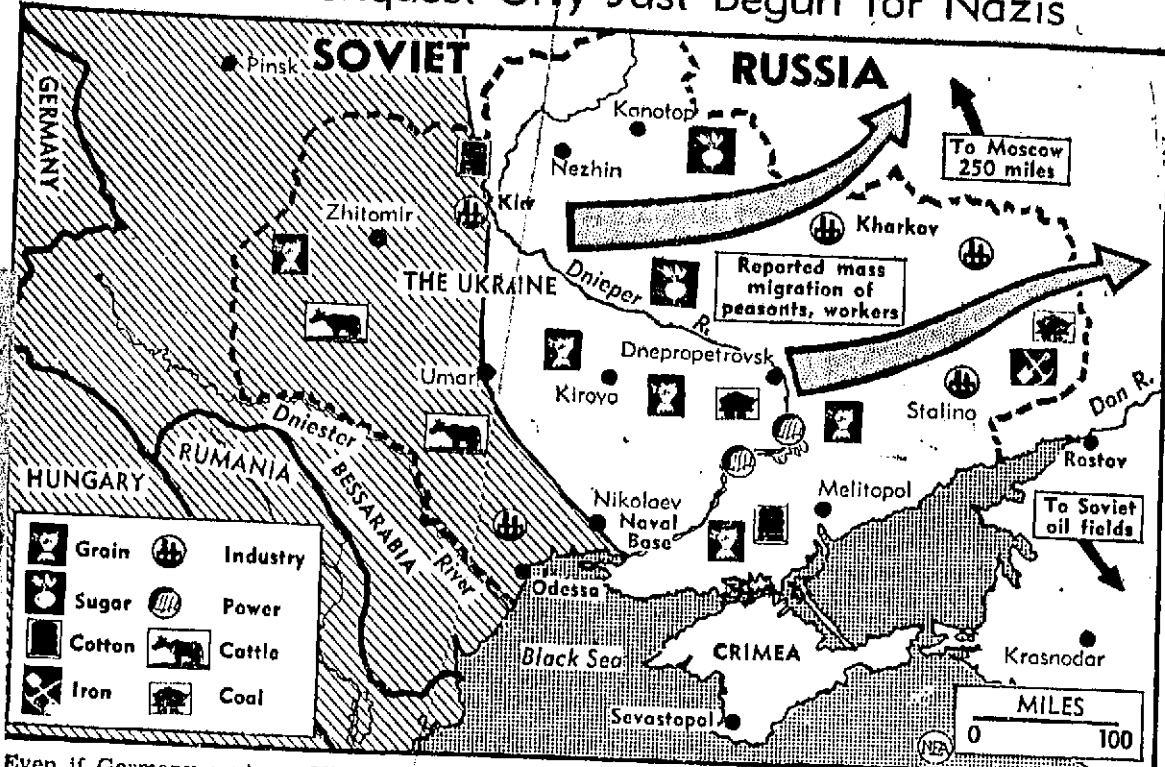 Only Just Begun for Nazis
SOVIET RUSSIA
GERMANY
Pinsk
Konotop
Nezhin
To Moscow
250 miles
Zhitomir
Kiev
Kharkov
THE UKRAINE
Dnieper
R.
Reported mass
migration of
peasants, workers
Dnepropetrovsk
Uman
Kirovo
Stalino
Don R.
Rostov
Dniester
River
HUNGARY
RUMANIA
BESSARABIA
Nikolaev
Naval
Base
Melitopol
To Soviet
oil fields
Odessa
Black Sea
CRIMEA
Krasnodar
Sevastopol
Grain
Industry
Sugar
Power
Cotton
Cattle
Iron
Coal
MILES
0 100
NEA
Even if Germany